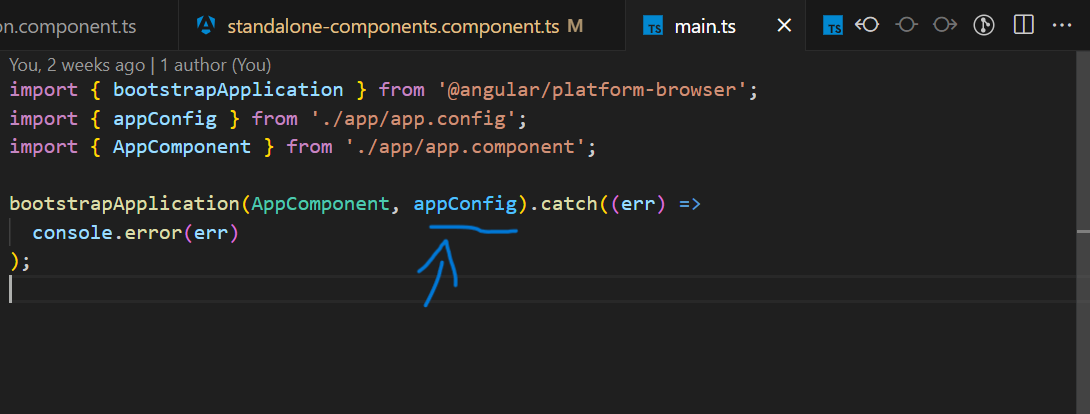 on.component.ts
standalone-components.component.ts M
TS main.ts
TS
You, 2 weeks ago | 1 author (You)
import { bootstrapApplication } from '@angular/platform-browser';
import { appConfig } from './app/app.config';
import { AppComponent } from './app/app.component';
bootstrapApplication(AppComponent, appConfig).catch((err) =>
console.error(err)
);